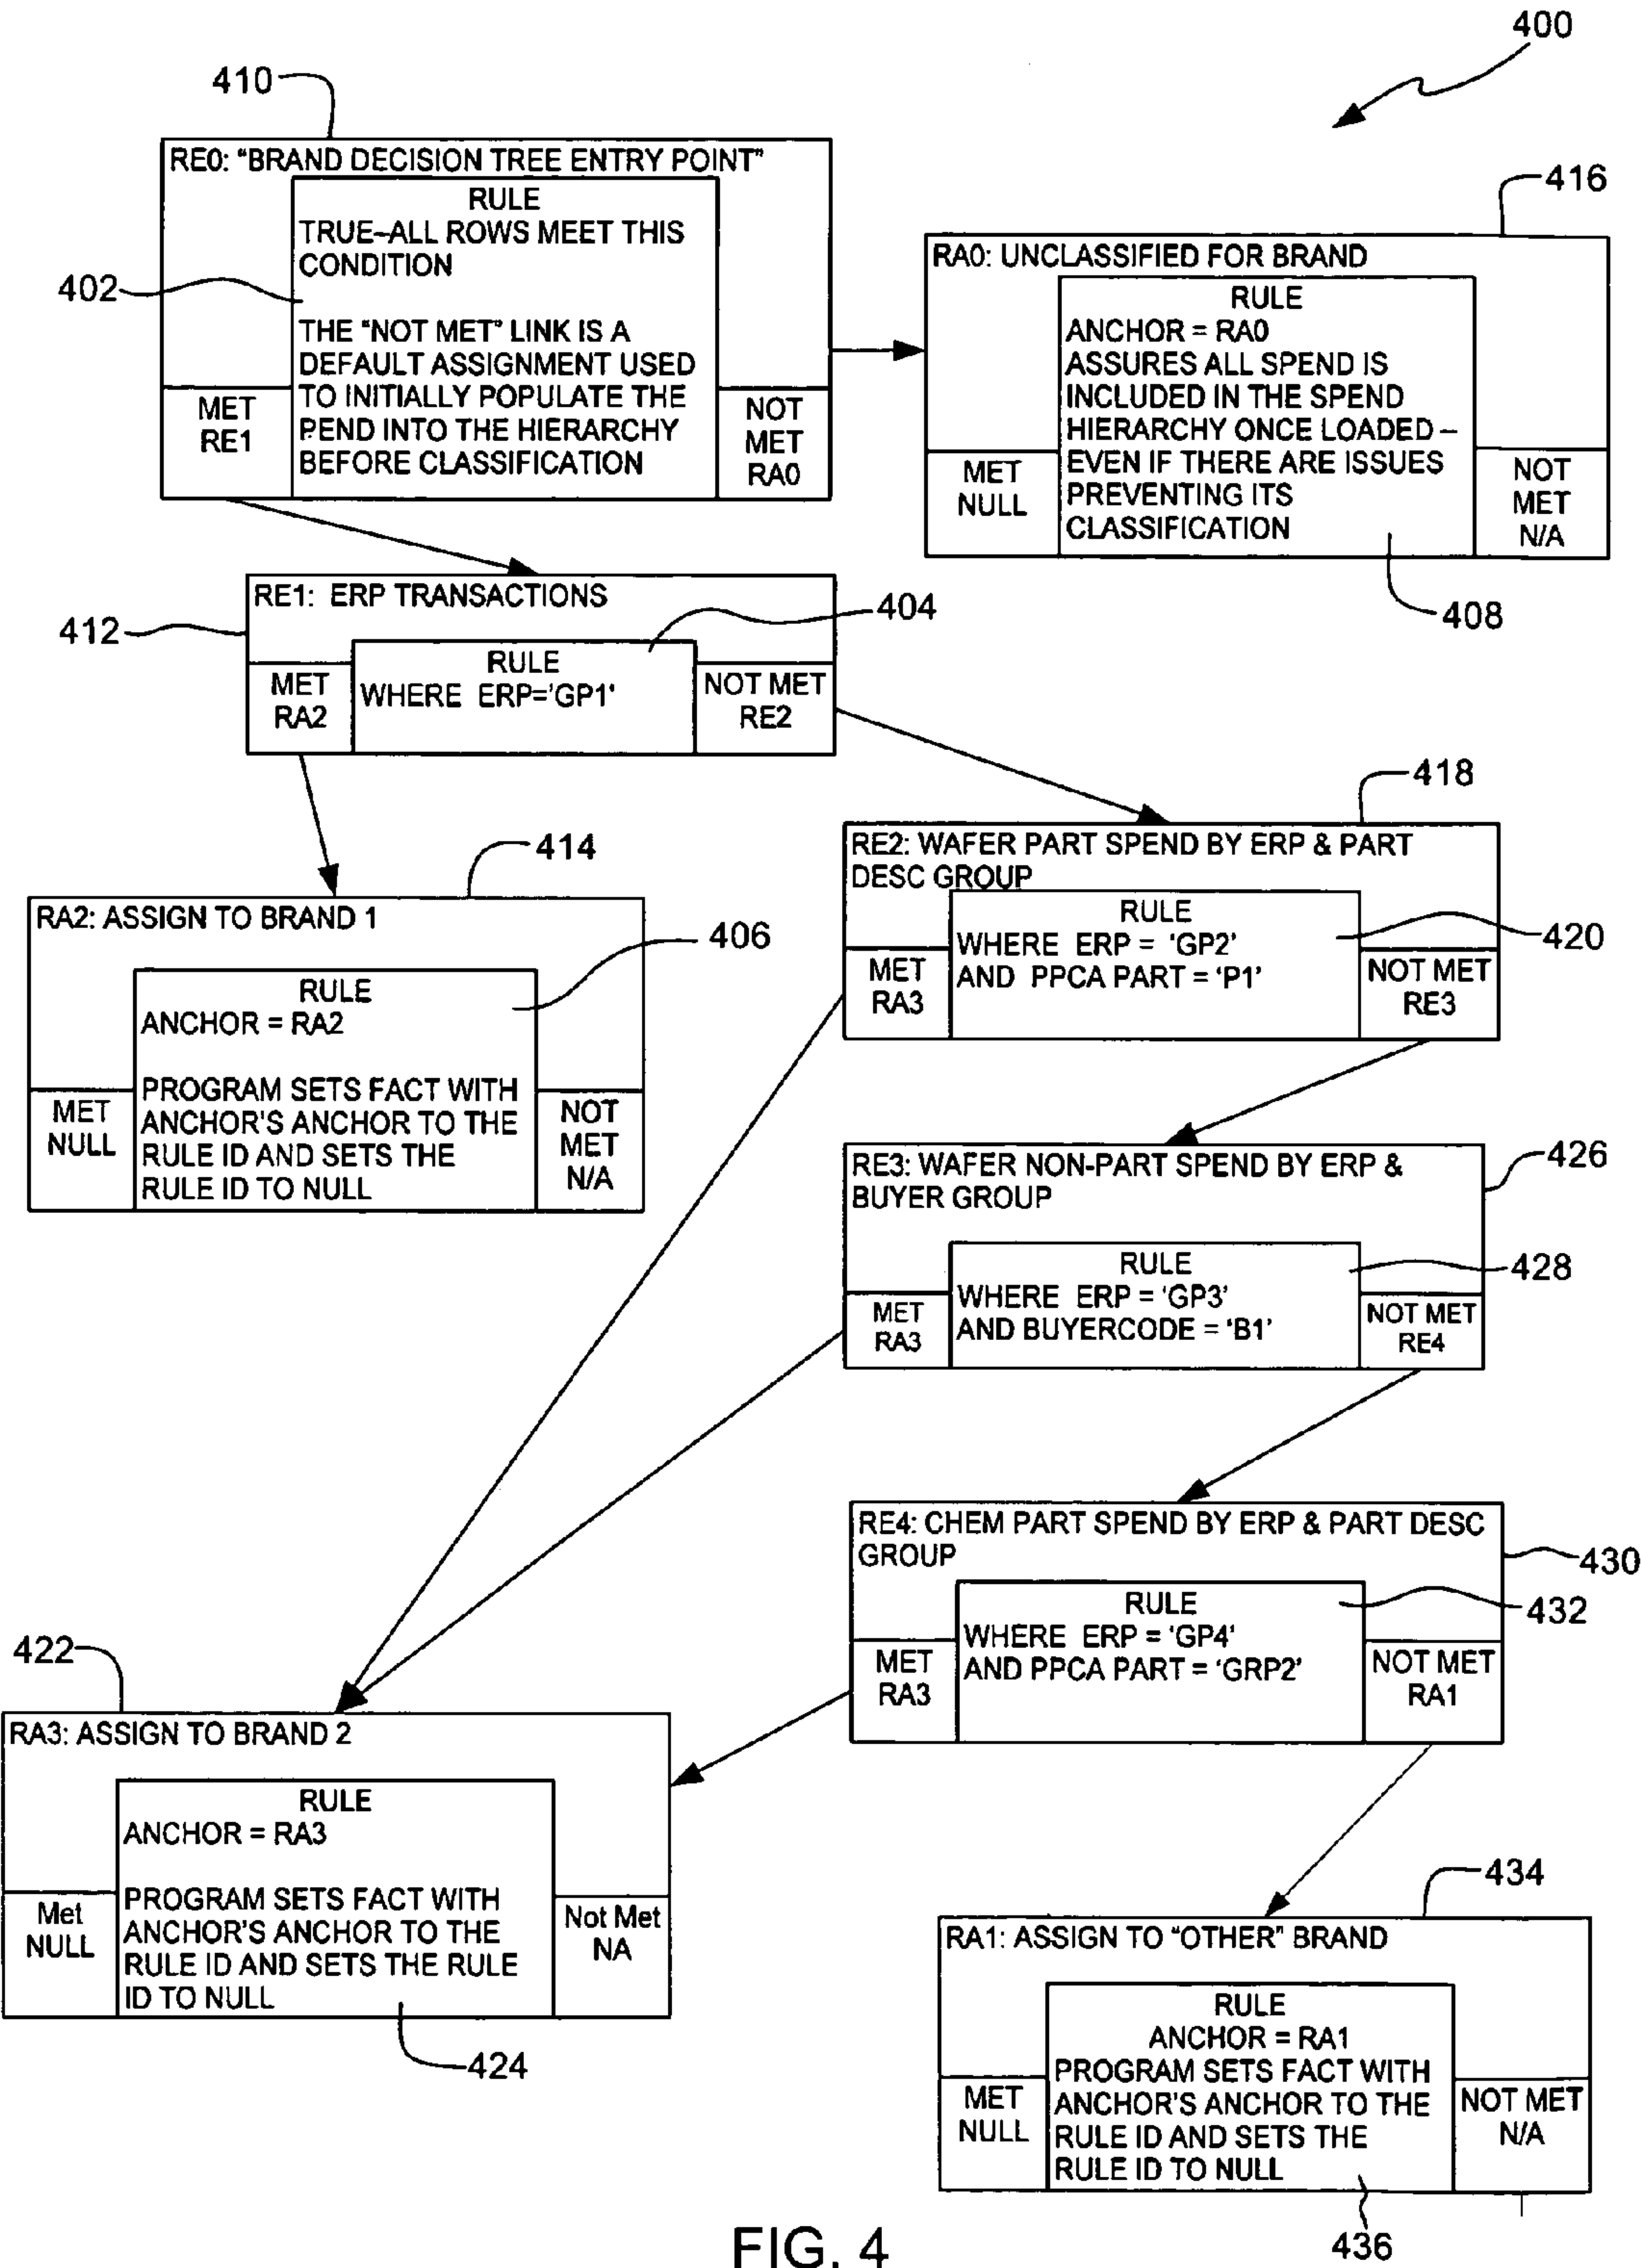 400
410
RE0: "BRAND DECISION TREE ENTRY POINT"
RULE
TRUE–ALL ROWS MEET THIS
CONDITION
402
THE "NOT MET" LINK IS A
DEFAULT ASSIGNMENT USED
TO INITIALLY POPULATE THE
PEND INTO THE HIERARCHY
BEFORE CLASSIFICATION
MET
RE1
NOT
MET
RA0
416
RA0: UNCLASSIFIED FOR BRAND
RULE
ANCHOR = RA0
ASSURES ALL SPEND IS
INCLUDED IN THE SPEND
HIERARCHY ONCE LOADED –
EVEN IF THERE ARE ISSUES
PREVENTING ITS
CLASSIFICATION
MET
NULL
NOT
MET
N/A
408
RE1: ERP TRANSACTIONS
404
412
RULE
WHERE ERP='GP1'
MET
RA2
NOT MET
RE2
418
RE2: WAFER PART SPEND BY ERP & PART
DESC GROUP
RULE
WHERE ERP = 'GP2'
AND PPCA PART = 'P1'
420
MET
RA3
NOT MET
RE3
414
RA2: ASSIGN TO BRAND 1
406
RULE
ANCHOR = RA2
PROGRAM SETS FACT WITH
ANCHOR'S ANCHOR TO THE
RULE ID AND SETS THE
RULE ID TO NULL
MET
NULL
NOT
MET
N/A
426
RE3: WAFER NON-PART SPEND BY ERP &
BUYER GROUP
RULE
WHERE ERP = 'GP3'
AND BUYERCODE = 'B1'
428
MET
RA3
NOT MET
RE4
RE4: CHEM PART SPEND BY ERP & PART DESC
GROUP
430
RULE
WHERE ERP = 'GP4'
AND PPCA PART = 'GRP2'
432
MET
RA3
NOT MET
RA1
422
RA3: ASSIGN TO BRAND 2
RULE
ANCHOR = RA3
PROGRAM SETS FACT WITH
ANCHOR'S ANCHOR TO THE
RULE ID AND SETS THE RULE
ID TO NULL
Met
NULL
Not Met
NA
424
434
RA1: ASSIGN TO "OTHER" BRAND
RULE
ANCHOR = RA1
PROGRAM SETS FACT WITH
ANCHOR'S ANCHOR TO THE
RULE ID AND SETS THE
RULE ID TO NULL
MET
NULL
NOT MET
N/A
436
FIG. 4